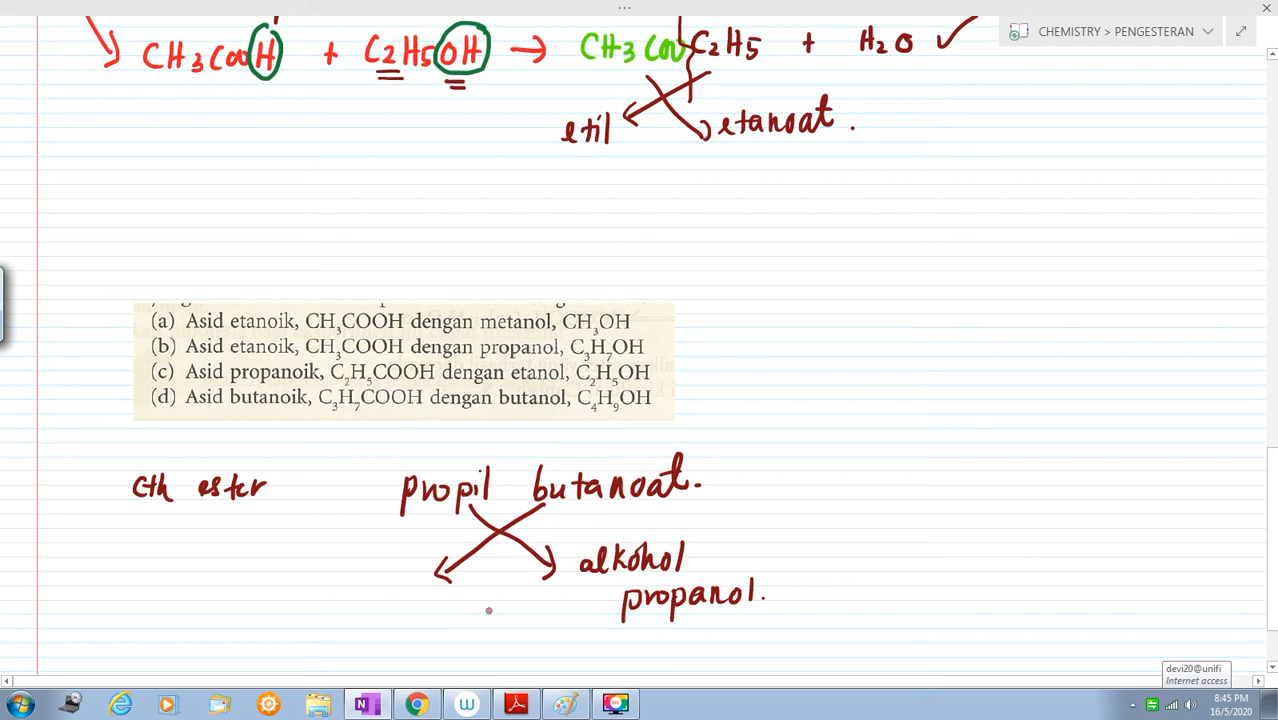 CHEMISTRY > PENGESTERAN
CH3COOH + C2H5OH → CH3COO C2H5 + H2O ✓
etil etanoat.
(a) Asid etanoik, CH₃COOH dengan metanol, CH₃OH
(b) Asid etanoik, CH₃COOH dengan propanol, C₃H₇OH
(c) Asid propanoik, C₂H₅COOH dengan etanol, C₂H₅OH
(d) Asid butanoik, C₃H₇COOH dengan butanol, C₄H₉OH
Cth ester propil butanoat.
alkohol
propanol.
devi20@unifi
Internet access
8:45 PM
16/5/2020